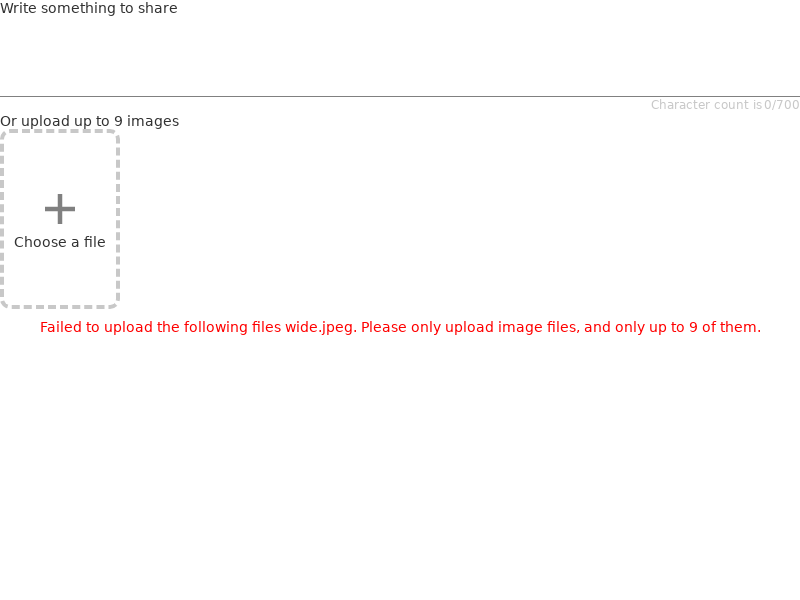 Write something to share
Character count is 0/700
Or upload up to 9 images
Choose a file
Failed to upload the following files wide.jpeg. Please only upload image files, and only up to 9 of them.